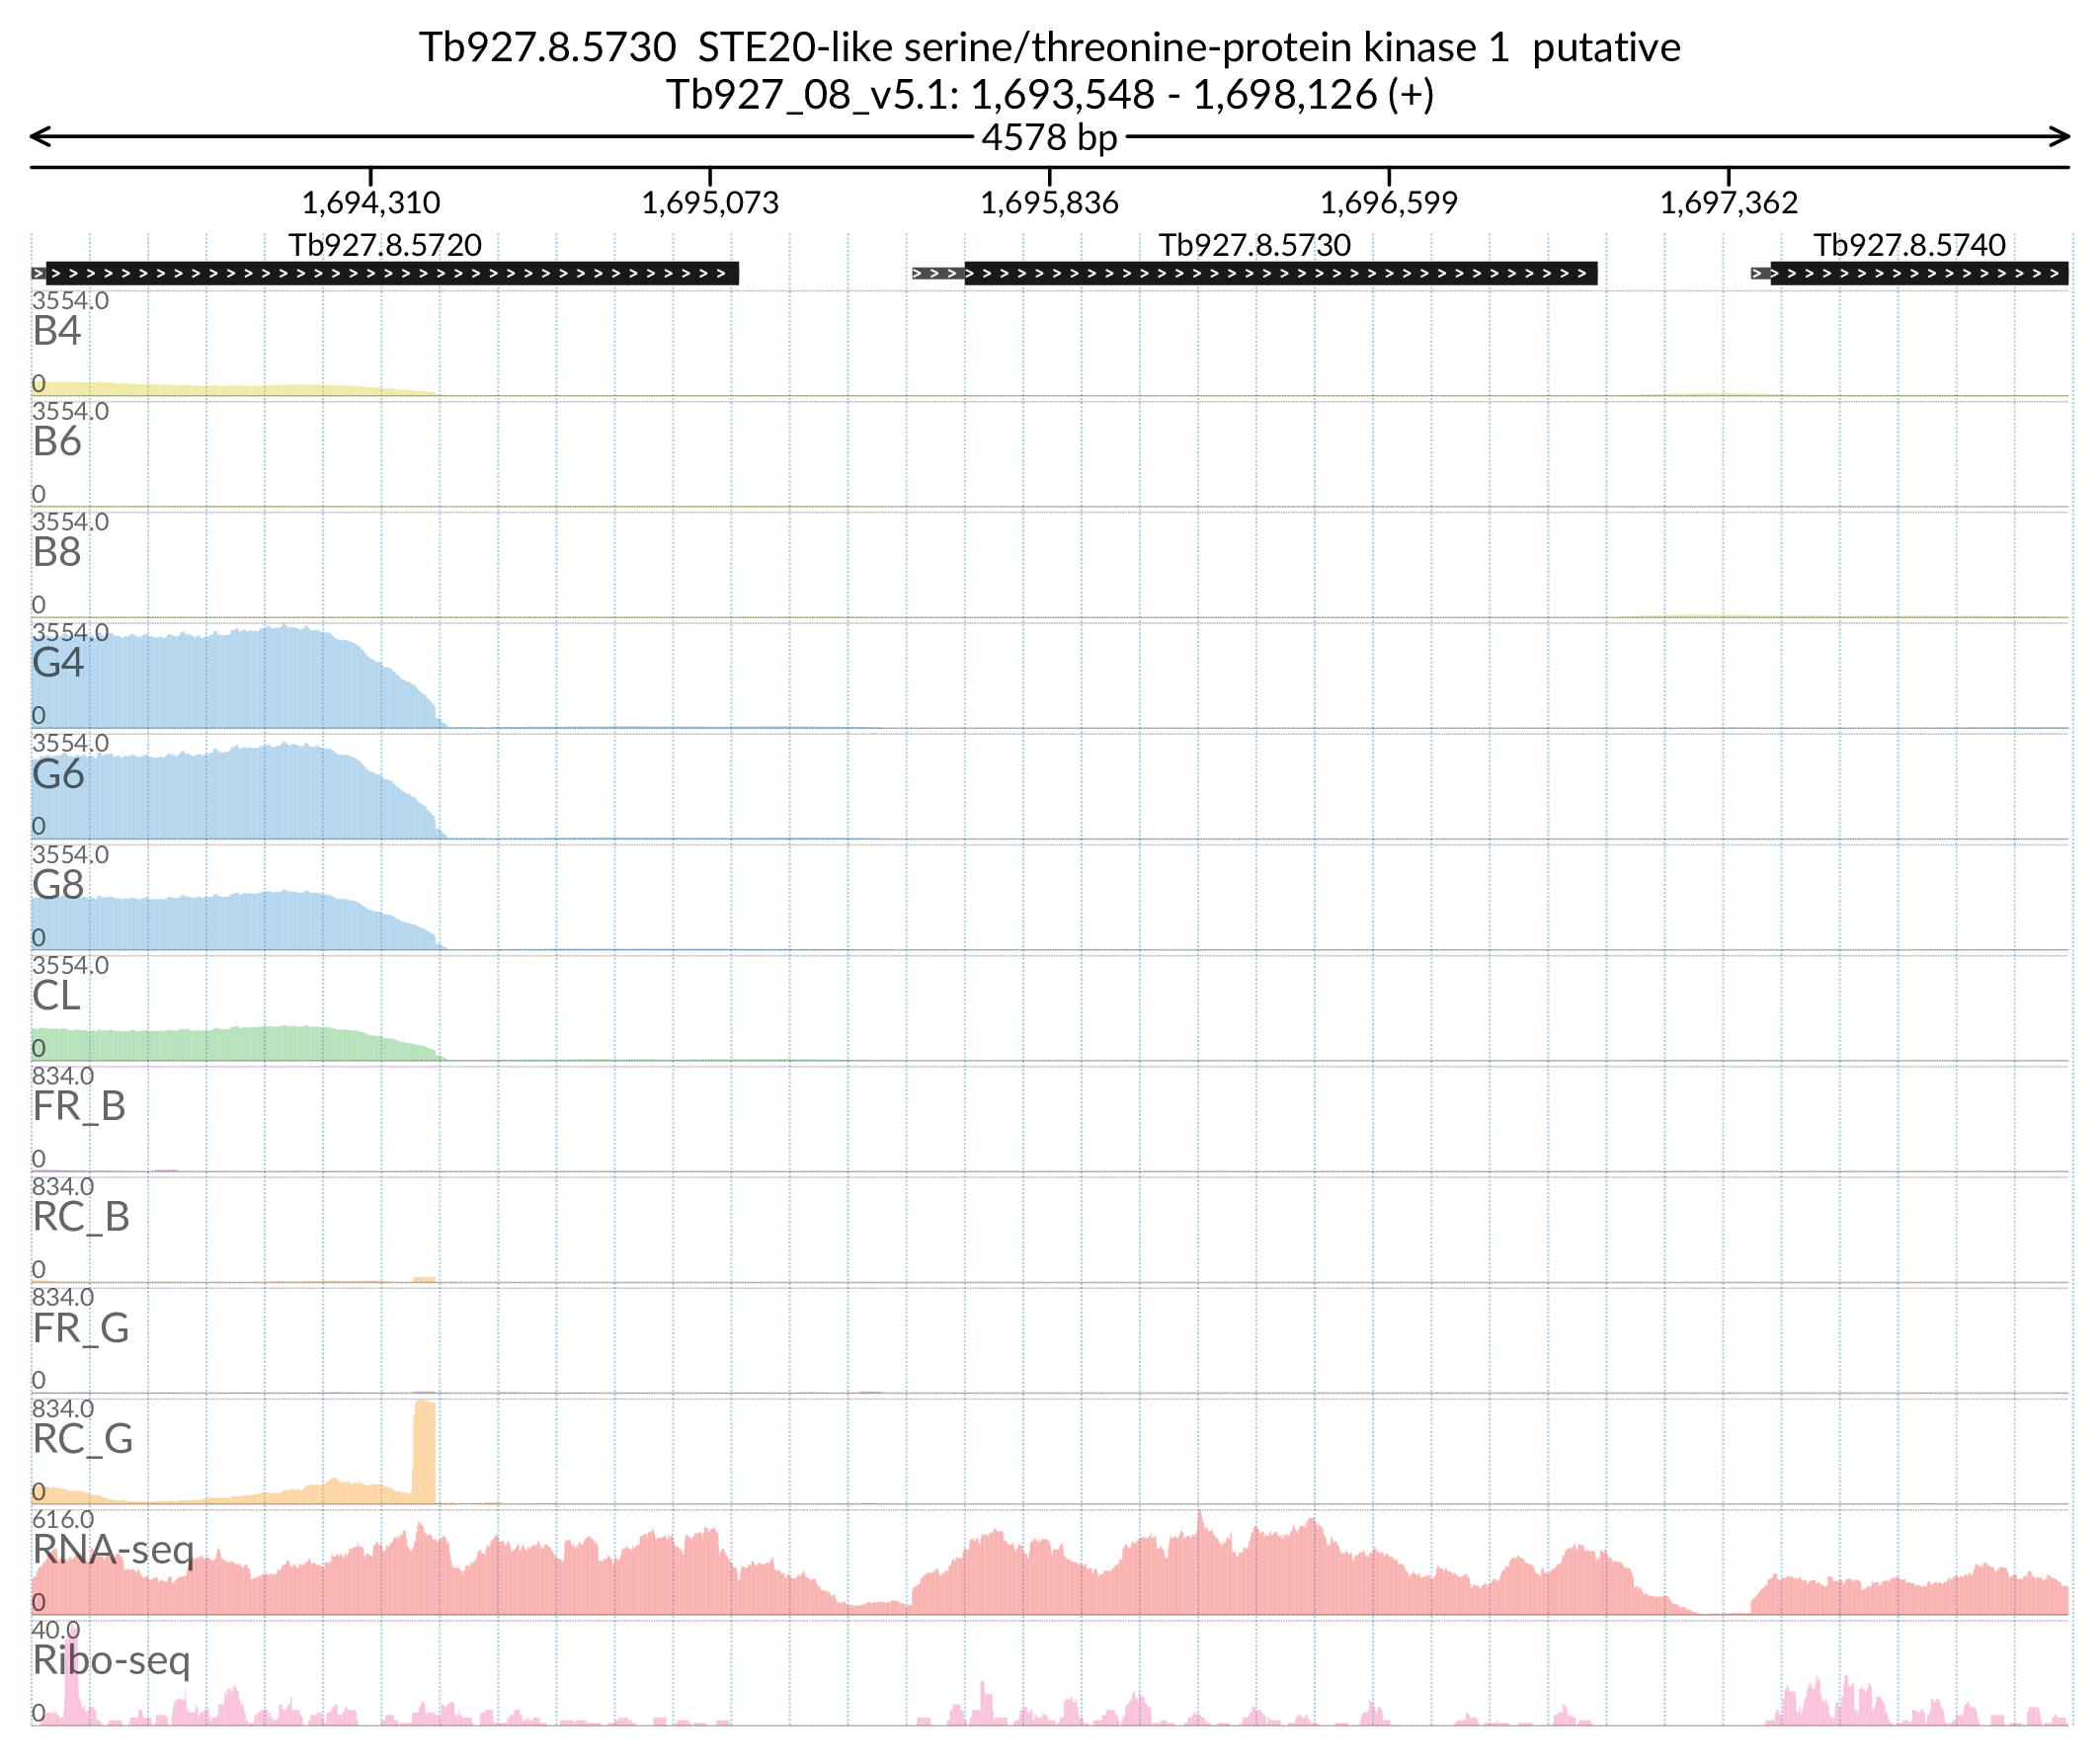 Tb927.8.5730 STE20-like serine/threonine-protein kinase 1 putative
Tb927_08_v5.1: 1,693,548 - 1,698,126 (+)
4578 bp
1,694,310 1,695,073 1,695,836 1,696,599 1,697,362
Tb927.8.5720 Tb927.8.5730 Tb927.8.5740
3554.0
B4
0
3554.0
B6
0
3554.0
B8
0
3554.0
G4
0
3554.0
G6
0
3554.0
G8
0
3554.0
CL
0
834.0
FR_B
0
834.0
RC_B
0
834.0
FR_G
0
834.0
RC_G
0
616.0
RNA-seq
0
40.0
Ribo-seq
0